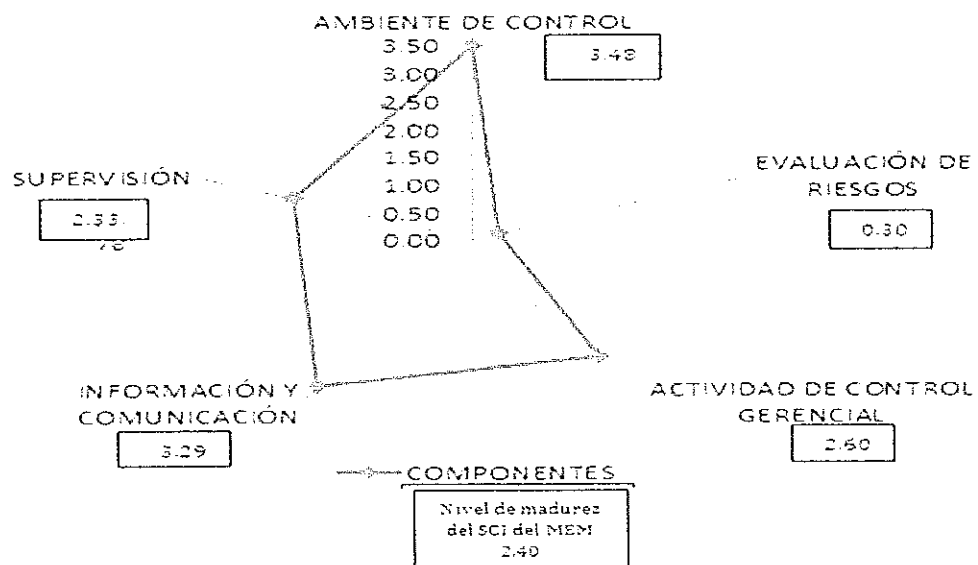 AMBIENTE DE CONTROL
3.48
3.50
3.00
2.50
2.00
1.50
1.00
0.50
0.00
EVALUACIÓN DE
RIESGOS
0.30
SUPERVISIÓN
2.33
INFORMACIÓN Y
COMUNICACIÓN
3.29
ACTIVIDAD DE CONTROL
GERENCIAL
2.60
COMPONENTES
Nivel de madurez
del SCI del MEM
2.40